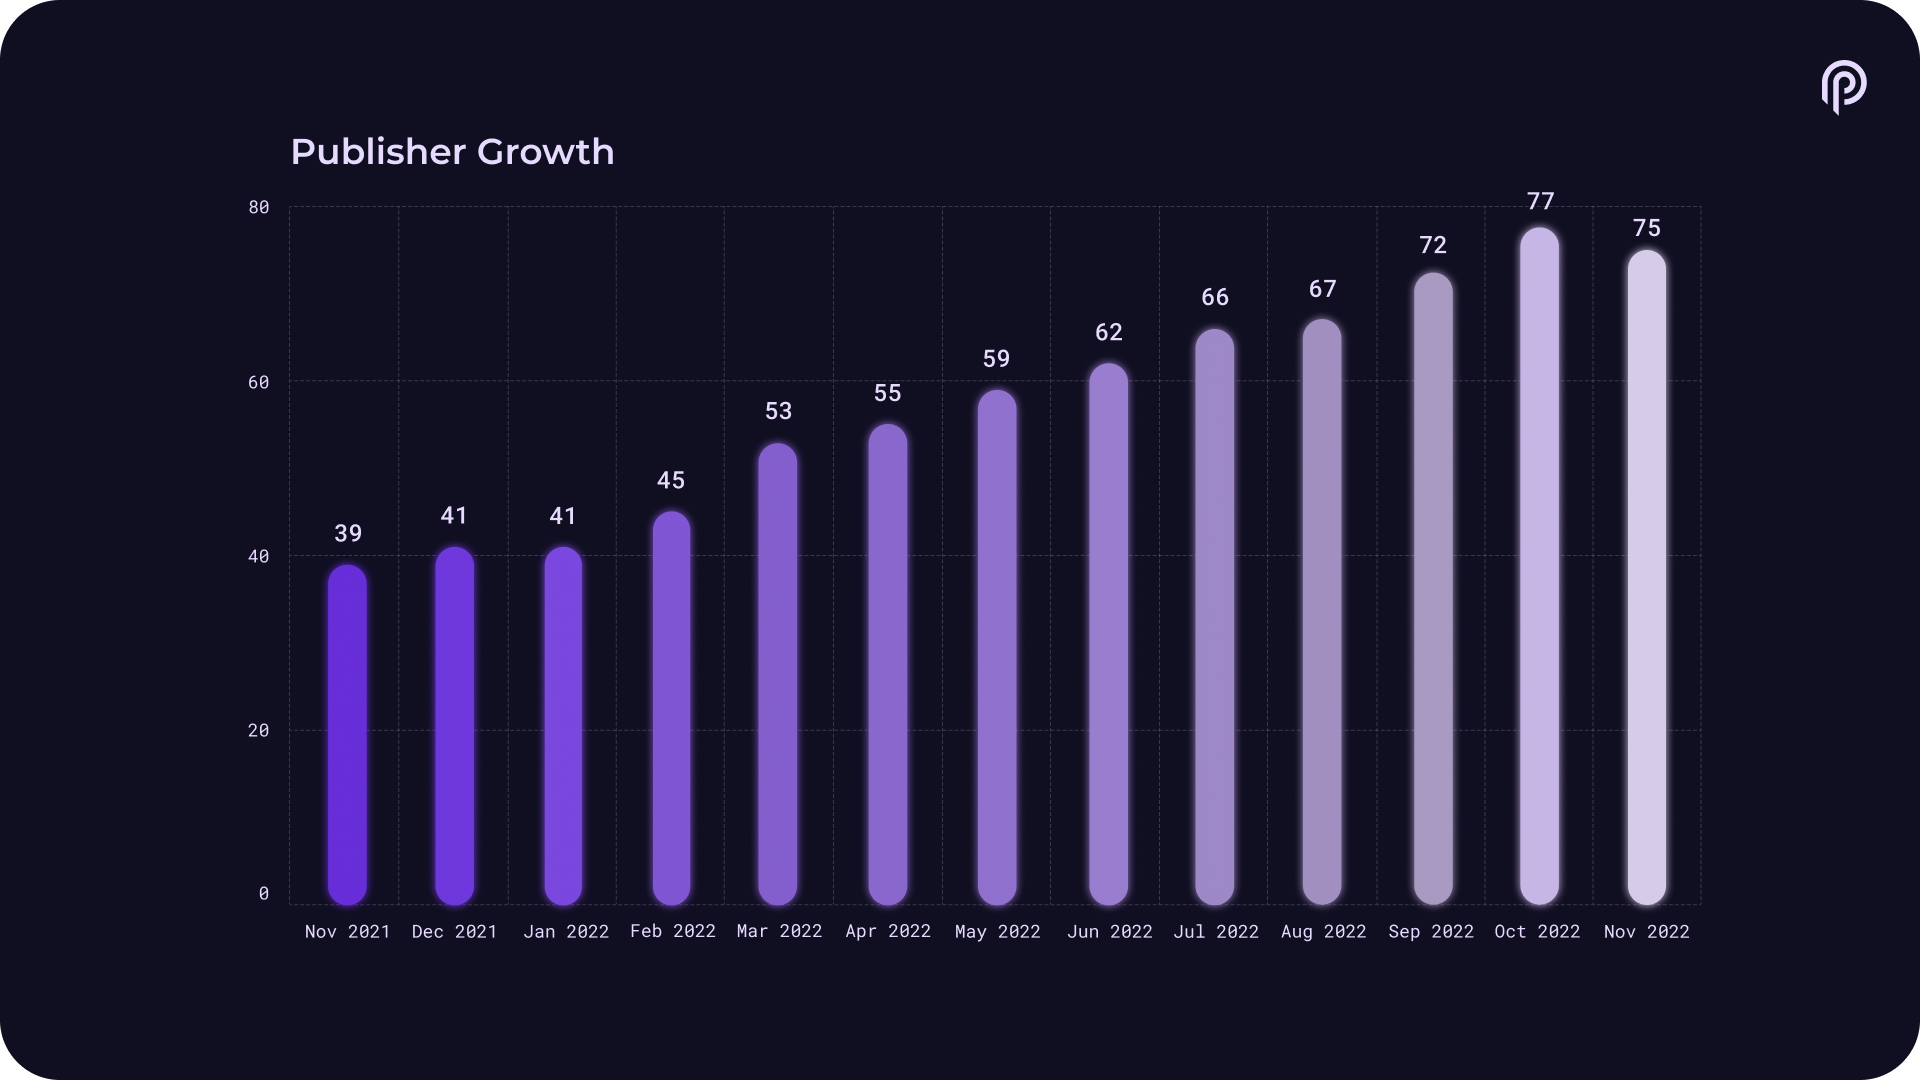 Publisher Growth
80
60
40
20
0
39
41
41
45
53
55
59
62
66
67
72
77
75
Nov 2021
Dec 2021
Jan 2022
Feb 2022
Mar 2022
Apr 2022
May 2022
Jun 2022
Jul 2022
Aug 2022
Sep 2022
Oct 2022
Nov 2022